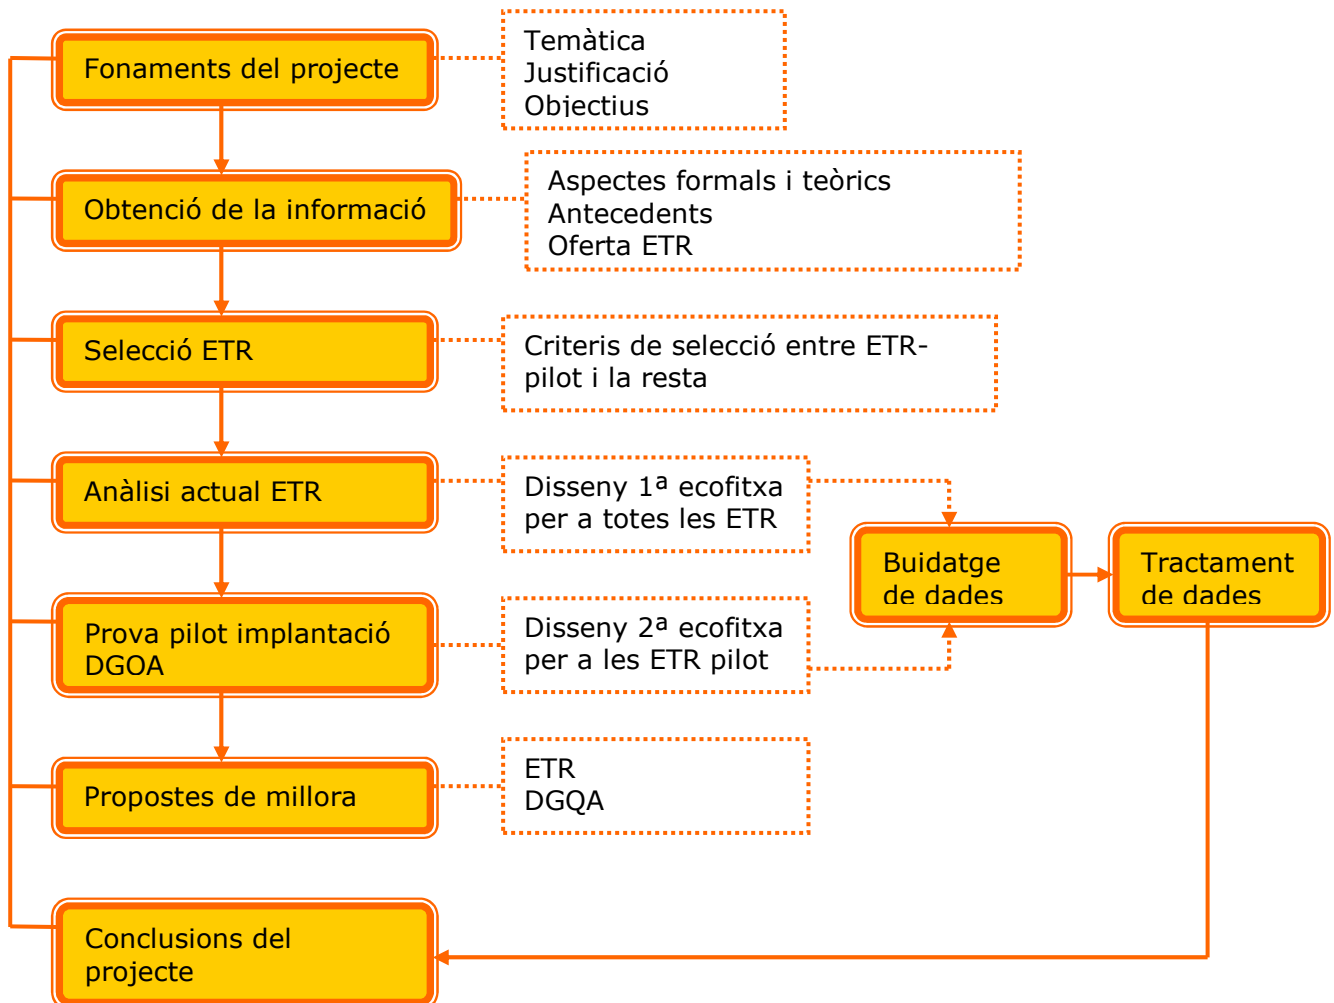 Fonaments del projecte
Temàtica
Justificació
Objectius
Obtenció de la informació
Aspectes formals i teòrics
Antecedents
Oferta ETR
Selecció ETR
Criteris de selecció entre ETR-
pilot i la resta
Anàlisi actual ETR
Disseny 1ª ecofitxa
per a totes les ETR
Buidatge
de dades
Tractament
de dades
Prova pilot implantació
DGQA
Disseny 2ª ecofitxa
per a les ETR pilot
Propostes de millora
ETR
DGQA
Conclusions del
projecte